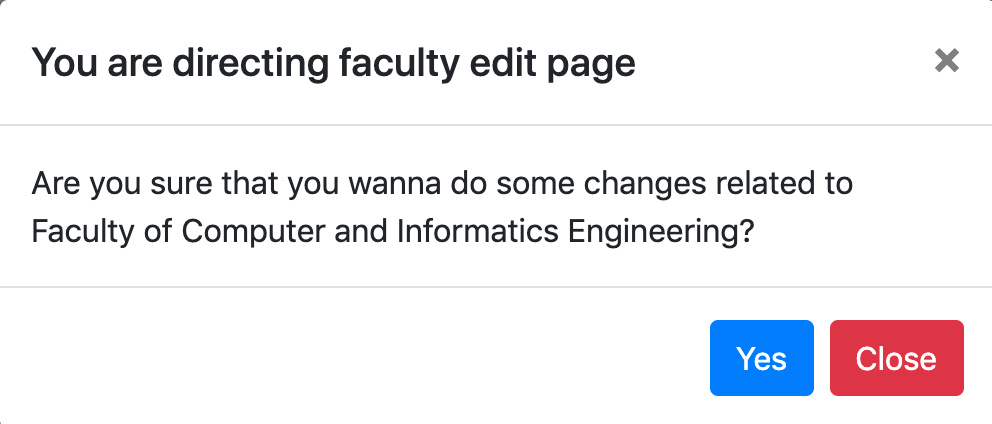 You are directing faculty edit page
×
Are you sure that you wanna do some changes related to
Faculty of Computer and Informatics Engineering?
Yes Close